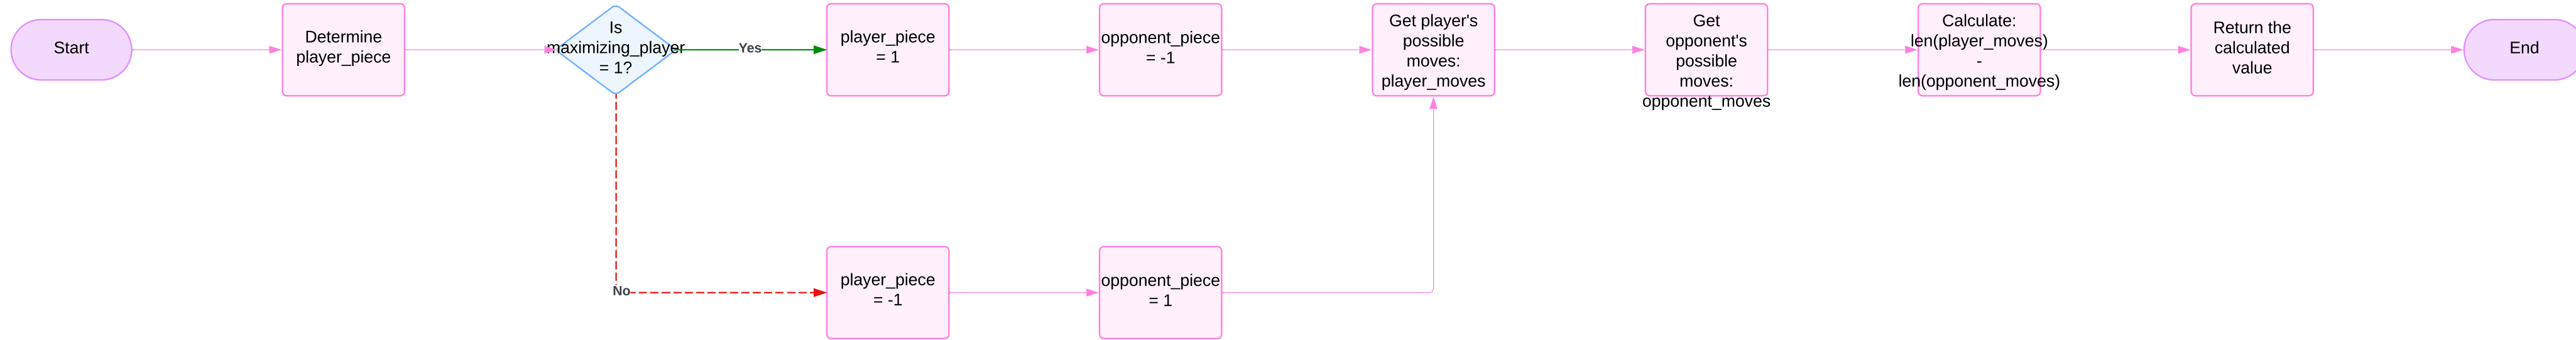 Start
Determine
player_piece
Is
maximizing_player
= 1?
Yes
player_piece
= 1
opponent_piece
= -1
Get player's
possible
moves:
player_moves
Get
opponent's
possible
moves:
opponent_moves
Calculate:
len(player_moves)
-
len(opponent_moves)
Return the
calculated
value
End
No
player_piece
= -1
opponent_piece
= 1